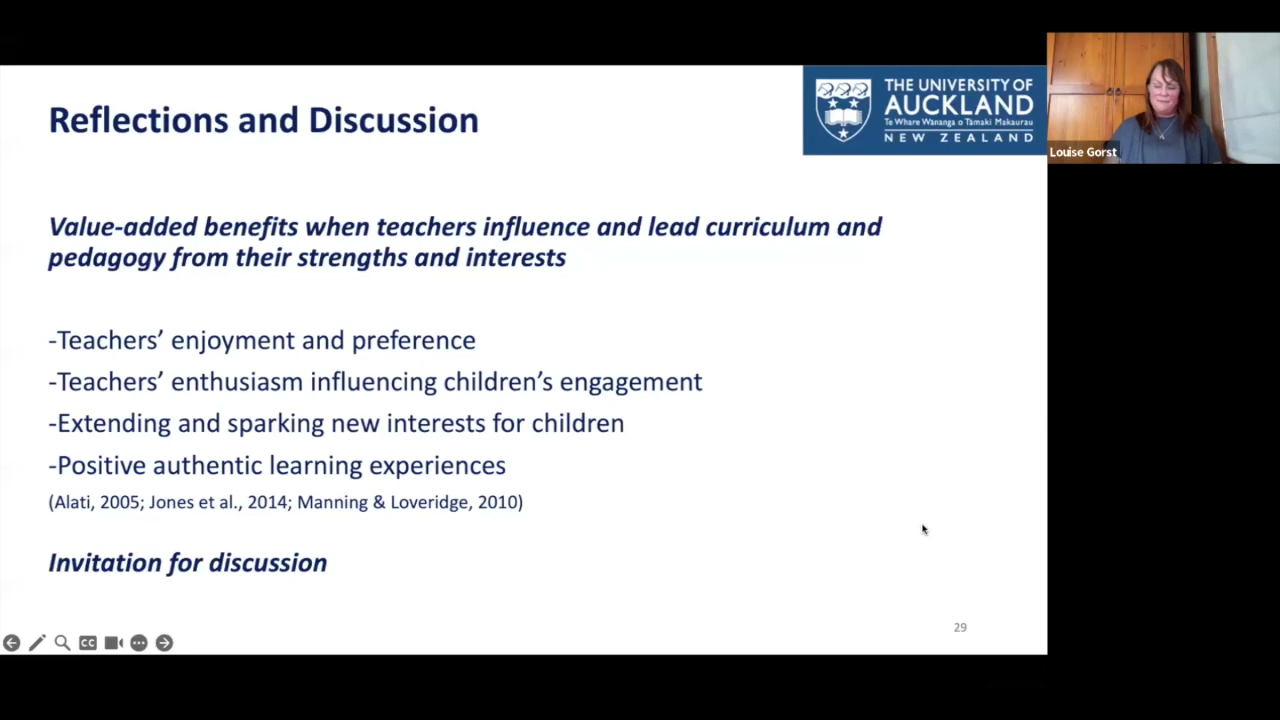 Reflections and Discussion
THE UNIVERSITY OF
AUCKLAND
Te Whare Wānanga o Tāmaki Makaurau
NEW ZEALAND
Louise Gorst
Value-added benefits when teachers influence and lead curriculum and
pedagogy from their strengths and interests
-Teachers’ enjoyment and preference
-Teachers’ enthusiasm influencing children’s engagement
-Extending and sparking new interests for children
-Positive authentic learning experiences
(Alati, 2005; Jones et al., 2014; Manning & Loveridge, 2010)
Invitation for discussion
29
CC